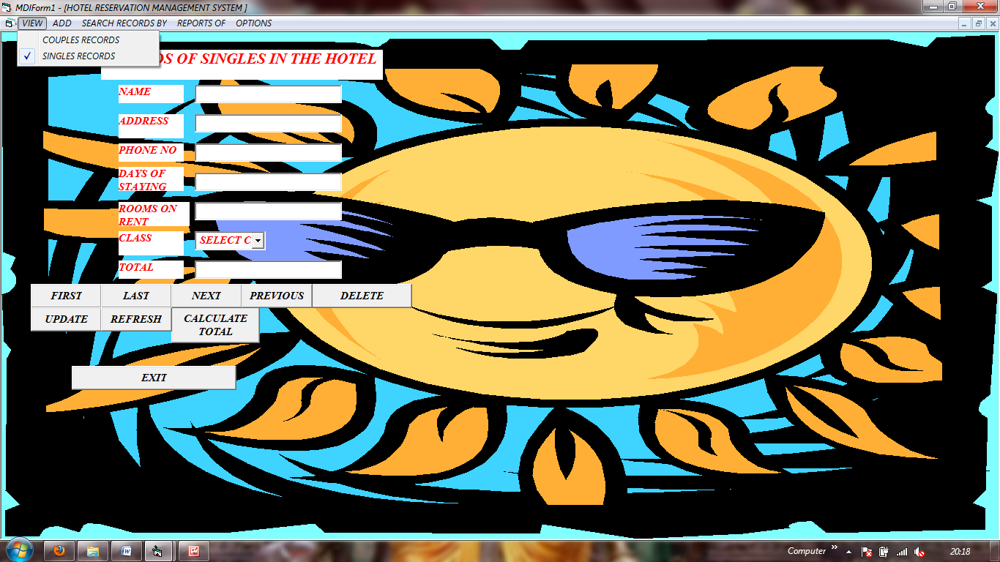 MDIForm1 - [HOTEL RESERVATION MANAGEMENT SYSTEM ]
VIEW ADD SEARCH RECORDS BY REPORTS OF OPTIONS
COUPLES RECORDS
SINGLES RECORDS
OF SINGLES IN THE HOTEL
NAME
ADDRESS
PHONE NO
DAYS OF
STAYING
ROOMS ON
RENT
CLASS
SELECT C
TOTAL
FIRST LAST NEXT PREVIOUS DELETE
UPDATE REFRESH CALCULATE
TOTAL
EXIT
Computer
20:18